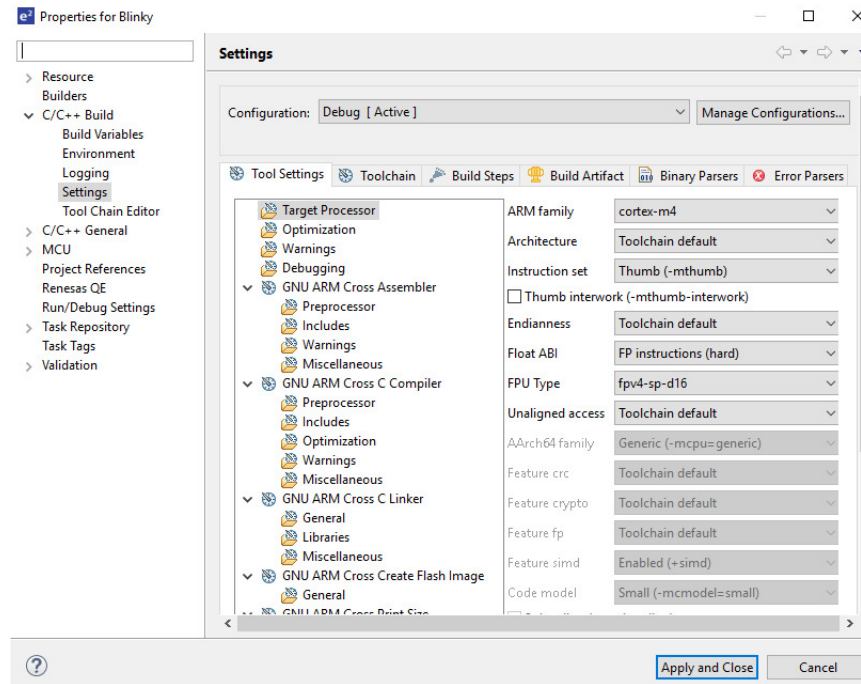 e² Properties for Blinky
Settings
Resource
Builders
C/C++ Build
Build Variables
Environment
Logging
Settings
Tool Chain Editor
C/C++ General
MCU
Project References
Renesas QE
Run/Debug Settings
Task Repository
Task Tags
Validation
Configuration: Debug [ Active ] Manage Configurations...
Tool Settings Toolchain Build Steps Build Artifact Binary Parsers Error Parsers
Target Processor
Optimization
Warnings
Debugging
GNU ARM Cross Assembler
Preprocessor
Includes
Warnings
Miscellaneous
GNU ARM Cross C Compiler
Preprocessor
Includes
Optimization
Warnings
Miscellaneous
GNU ARM Cross C Linker
General
Libraries
Miscellaneous
GNU ARM Cross Create Flash Image
General
GNU ARM Cross Print Size
ARM family cortex-m4
Architecture Toolchain default
Instruction set Thumb (-mthumb)
Thumb interwork (-mthumb-interwork)
Endianness Toolchain default
Float ABI FP instructions (hard)
FPU Type fpv4-sp-d16
Unaligned access Toolchain default
AArch64 family Generic (-mcpu=generic)
Feature crc Toolchain default
Feature crypto Toolchain default
Feature fp Toolchain default
Feature simd Enabled (+simd)
Code model Small (-mcmodel=small)
? Apply and Close Cancel